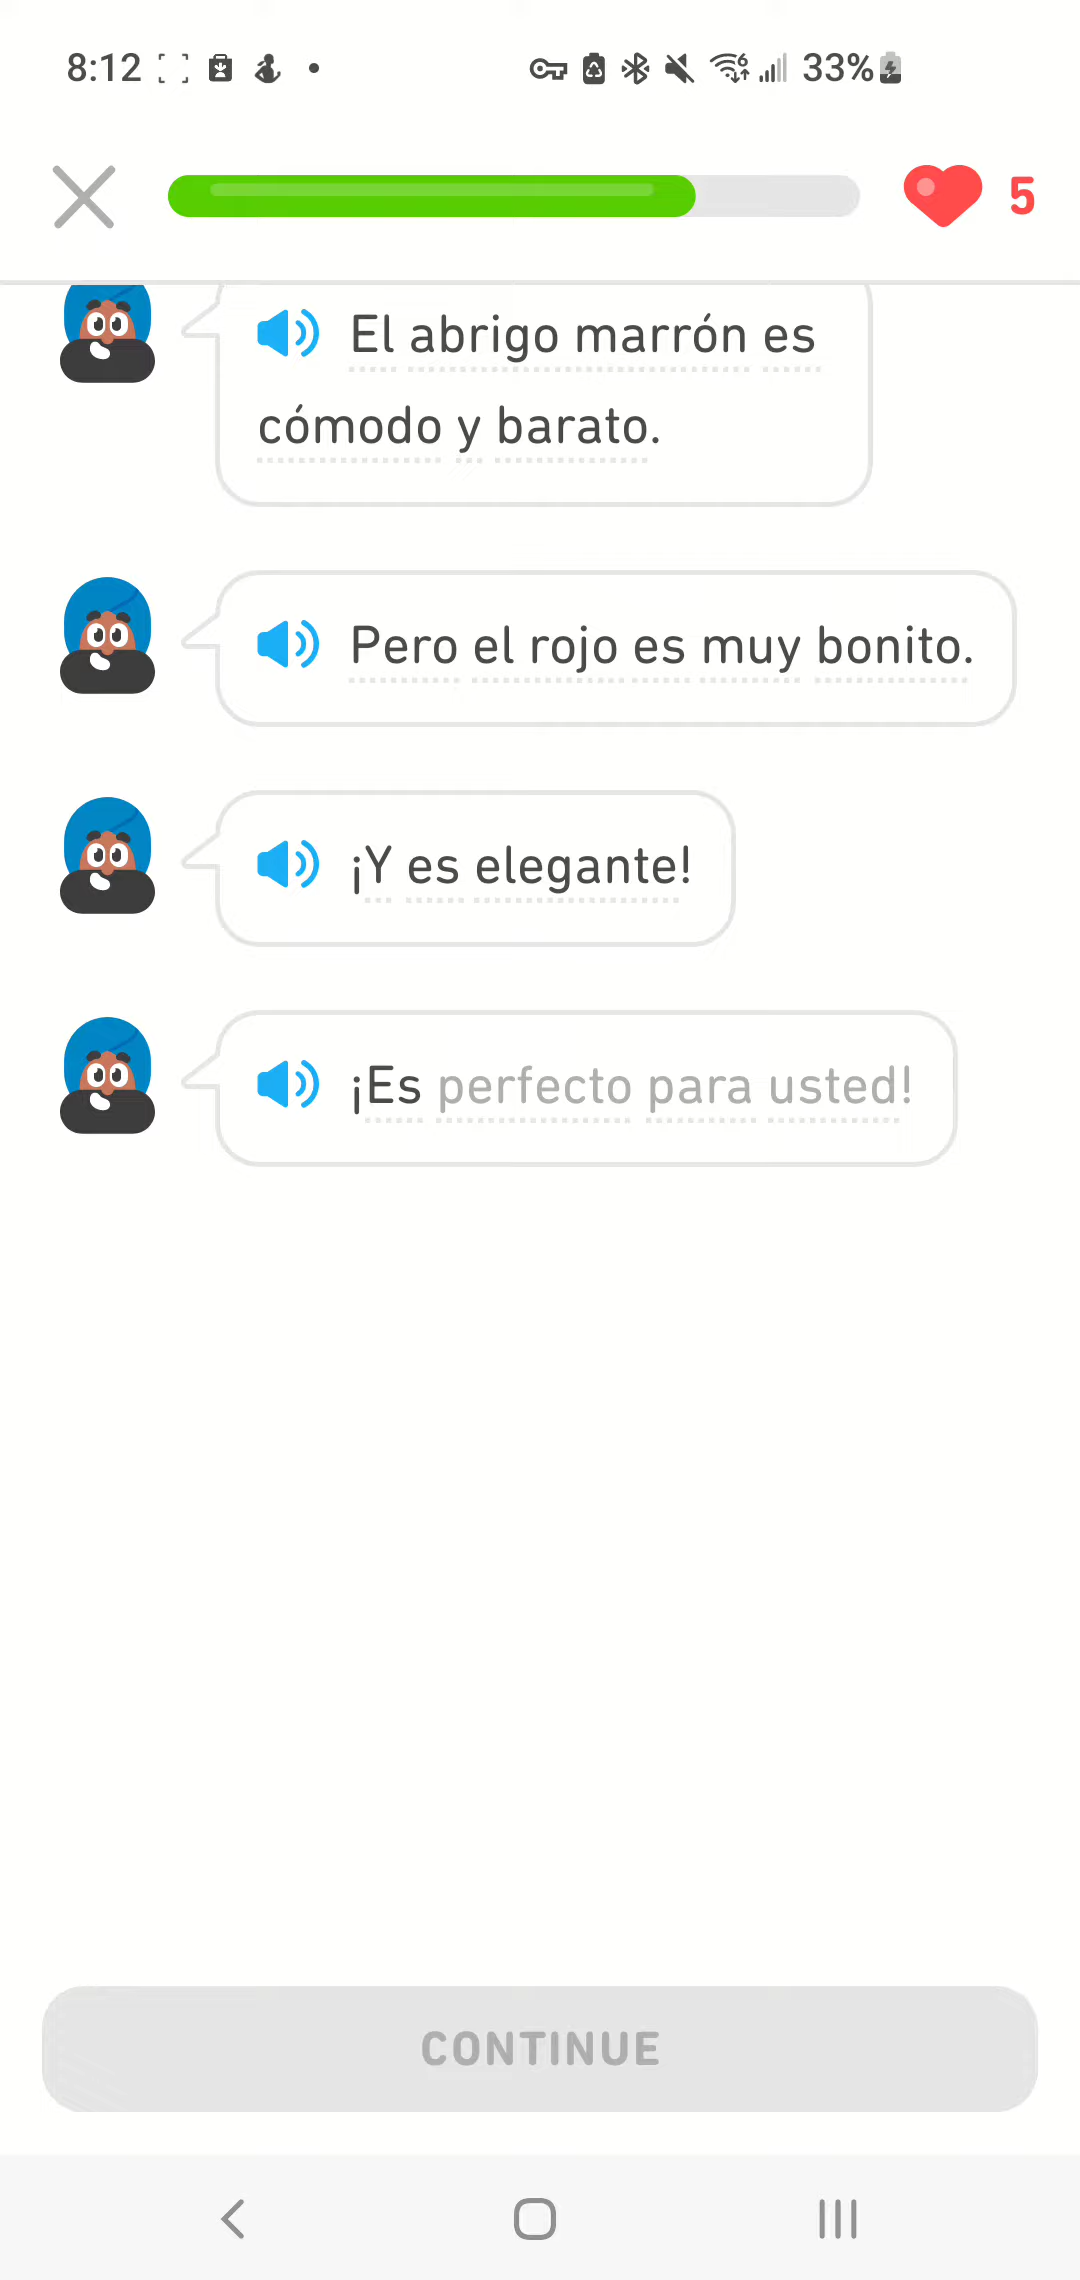 8:12
6
33%
5
El abrigo marrón es
cómodo y barato.
Pero el rojo es muy bonito.
¡Y es elegante!
¡Es perfecto para usted!
CONTINUE